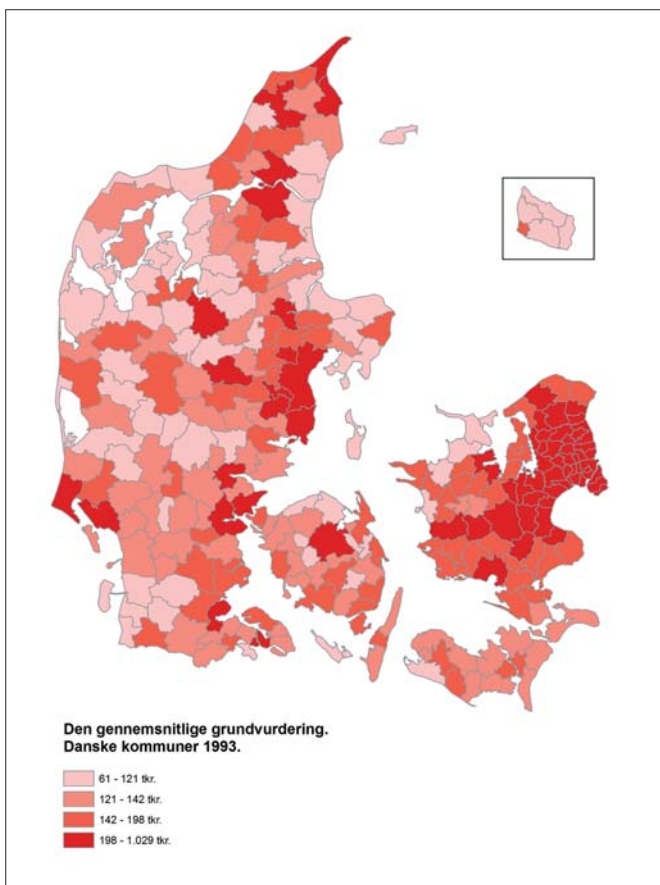 Den gennemsnitlige grundvurdering.
Danske kommuner 1993.
61 - 121 tkr.
121 - 142 tkr.
142 - 198 tkr.
198 - 1.029 tkr.